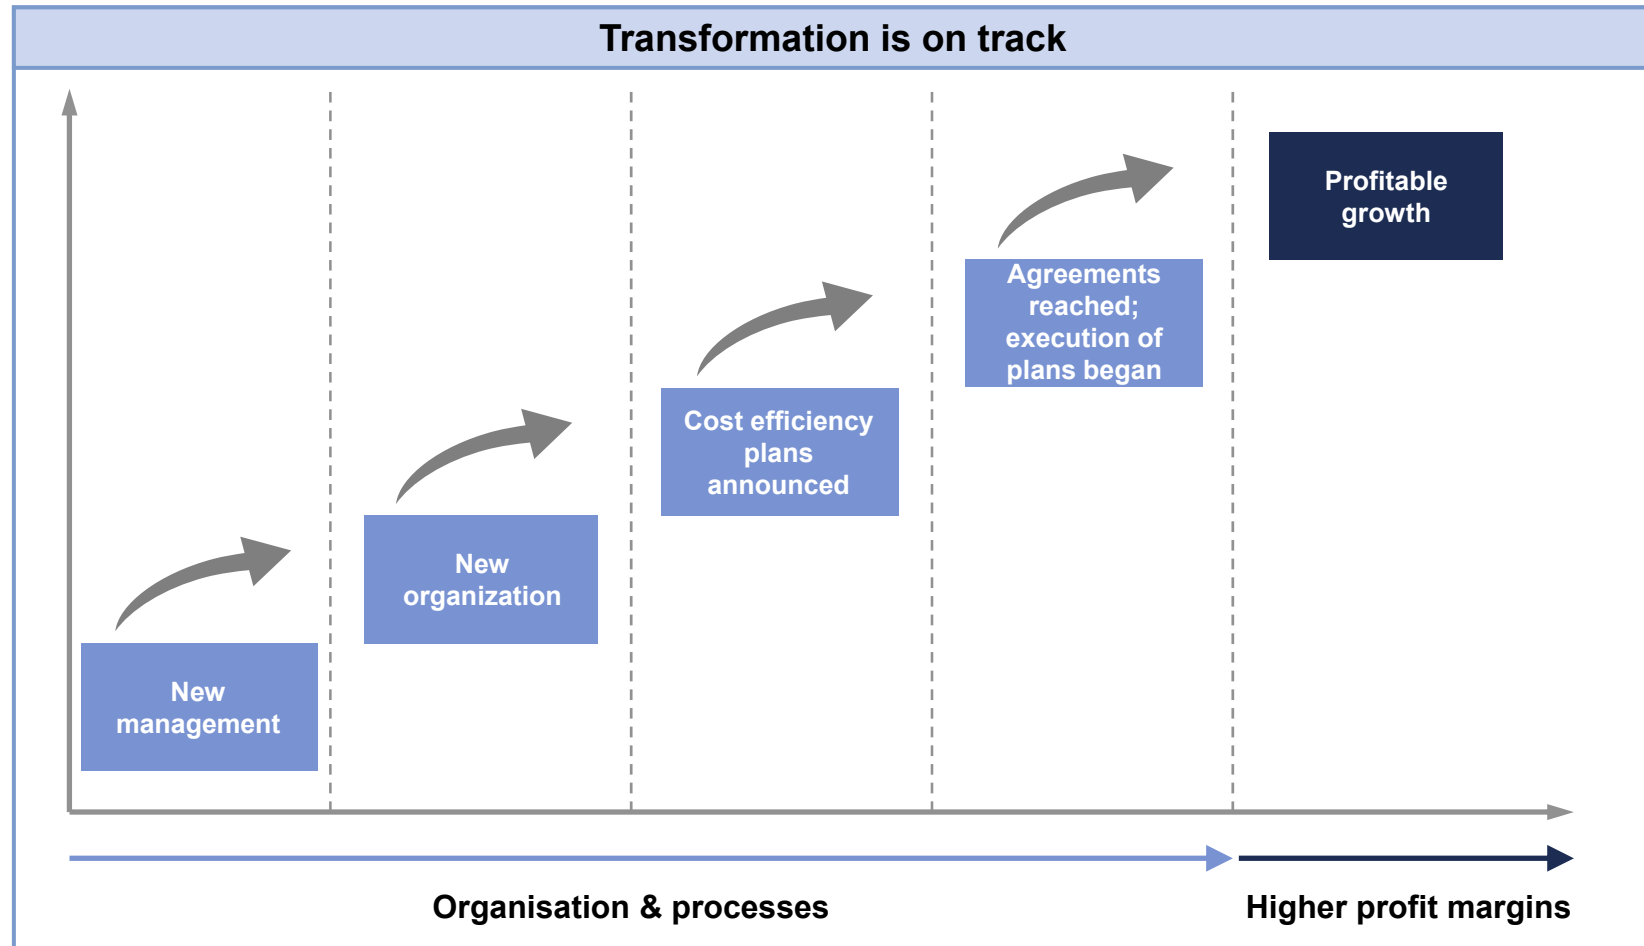 Transformation is on track
Profitable
growth
Agreements
reached;
execution of
plans began
Cost efficiency
plans
announced
New
organization
New
management
Organisation & processes
Higher profit margins